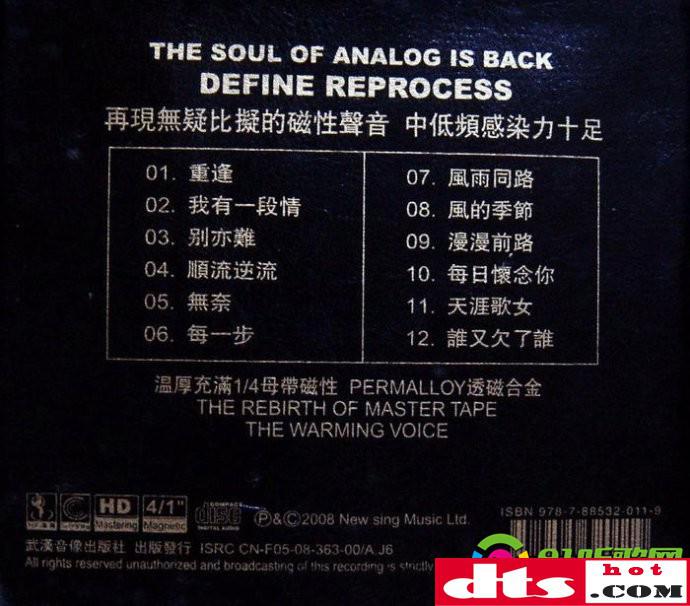 THE SOUL OF ANALOG IS BACK
DEFINE REPROCESS
再現無疑比擬的磁性聲音 中低頻感染力十足
01. 重逢
02. 我有一段情
03. 别亦難
04. 順流逆流
05. 無奈
06. 每一步
07. 風雨同路
08. 風的季節
09. 漫漫前路
10. 每日懷念你
11. 天涯歌女
12. 誰又欠了誰
温厚充滿1/4母帶磁性 PERMALLOY透磁合金
THE REBIRTH OF MASTER TAPE
THE WARMING VOICE
HD
Mastering
4/1"
Magnetic
COMPACT
disc
DIGITAL AUDIO
℗&©2008 New sing Music Ltd.
ISBN 978-7-88532-011-9
武漢音像出版社 出版發行 ISRC CN-F05-08-363-00/A.J6
All rights of unauthorized and broadcasting of this recording is strictly
dts
hot
.COM